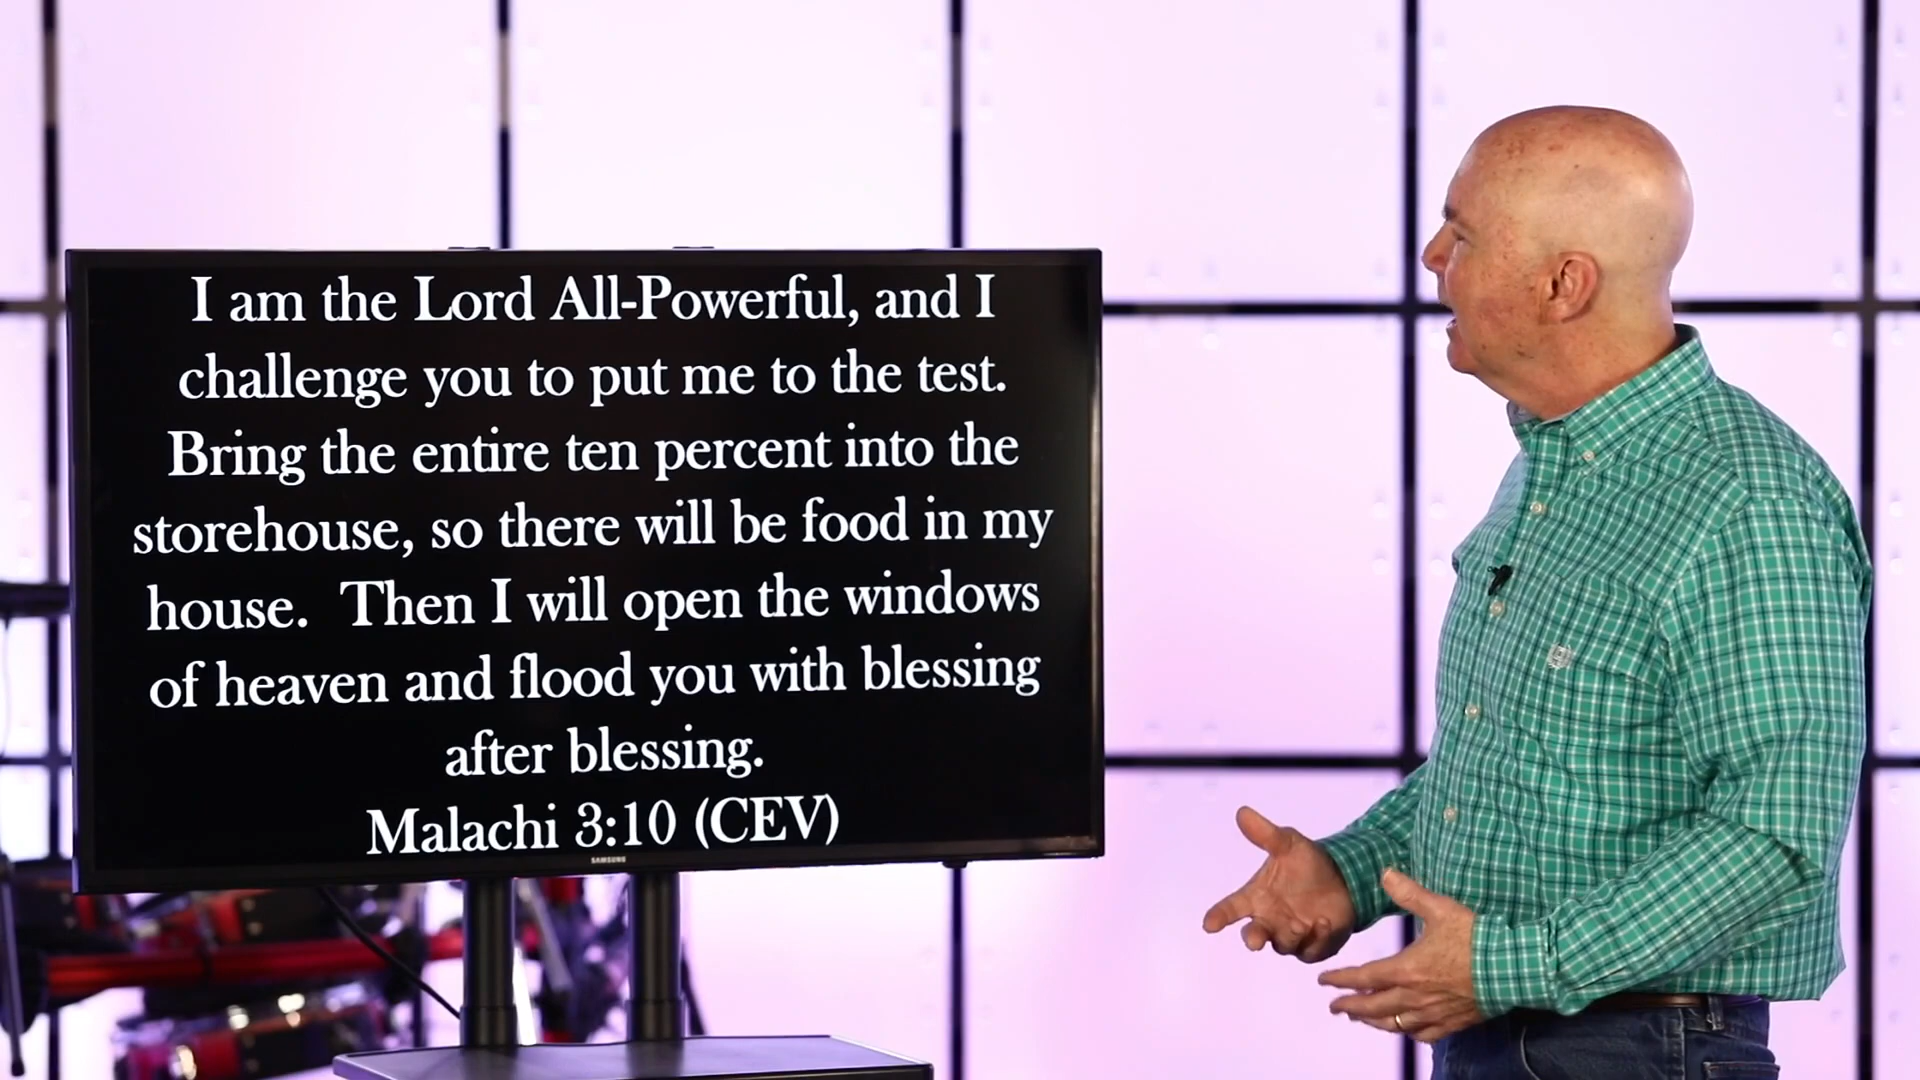 I am the Lord All-Powerful, and I
challenge you to put me to the test.
Bring the entire ten percent into the
storehouse, so there will be food in my
house.  Then I will open the windows
of heaven and flood you with blessing
after blessing.
Malachi 3:10 (CEV)
SAMSUNG